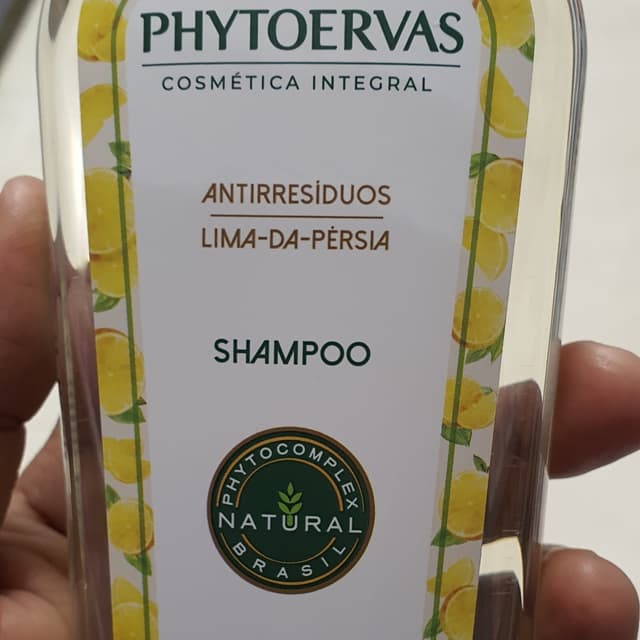 PHYTOERVAS
COSMÉTICA INTEGRAL
ANTIRRESÍDUOS
LIMA-DA-PÉRSIA
SHAMPOO
PHYTOCOMPLEX
NATURAL
BRASIL